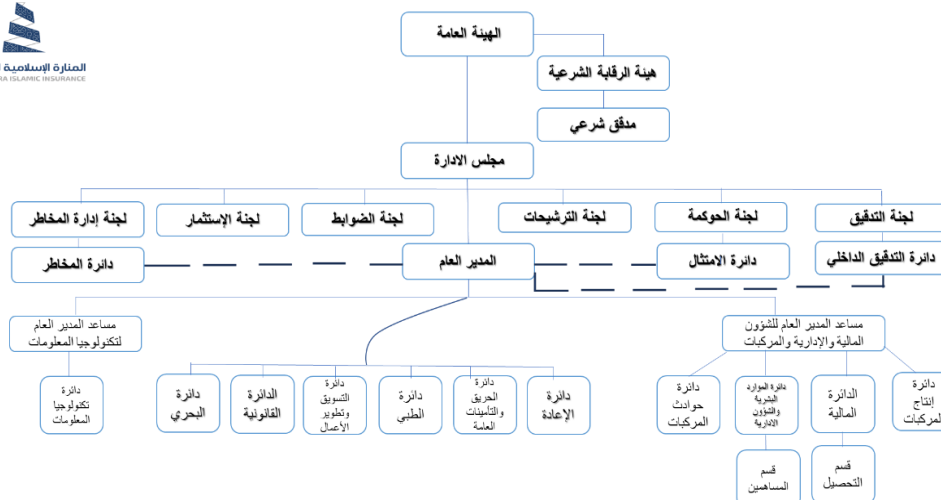 الهيئة العامة
هيئة الرقابة الشرعية
المنارة الإسلامية
RA ISLAMIC INSURANCE
مدقق شرعي
مجلس الادارة
لجنة التدقيق
لجنة الحوكمة
لجنة الترشيحات
لجنة الضوابط
لجنة الإستثمار
لجنة إدارة المخاطر
دائرة التدقيق الداخلي
دائرة الامتثال
المدير العام
دائرة المخاطر
مساعد المدير العام للشؤون
المالية والإدارية والمركبات
مساعد المدير العام
لتكنولوجيا المعلومات
دائرة
إنتاج
المركبات
الدائرة
المالية
دائرة الموارد
البشرية
والشؤون
الادارية
دائرة
حوادث
المركبات
دائرة
الإعادة
دائرة
الحريق
والتأمينات
العامة
دائرة
الطبي
دائرة
التسويق
وتطوير
الأعمال
الدائرة
القانونية
دائرة
البحري
دائرة
تكنولوجيا
المعلومات
قسم
التحصيل
قسم
المساهمين